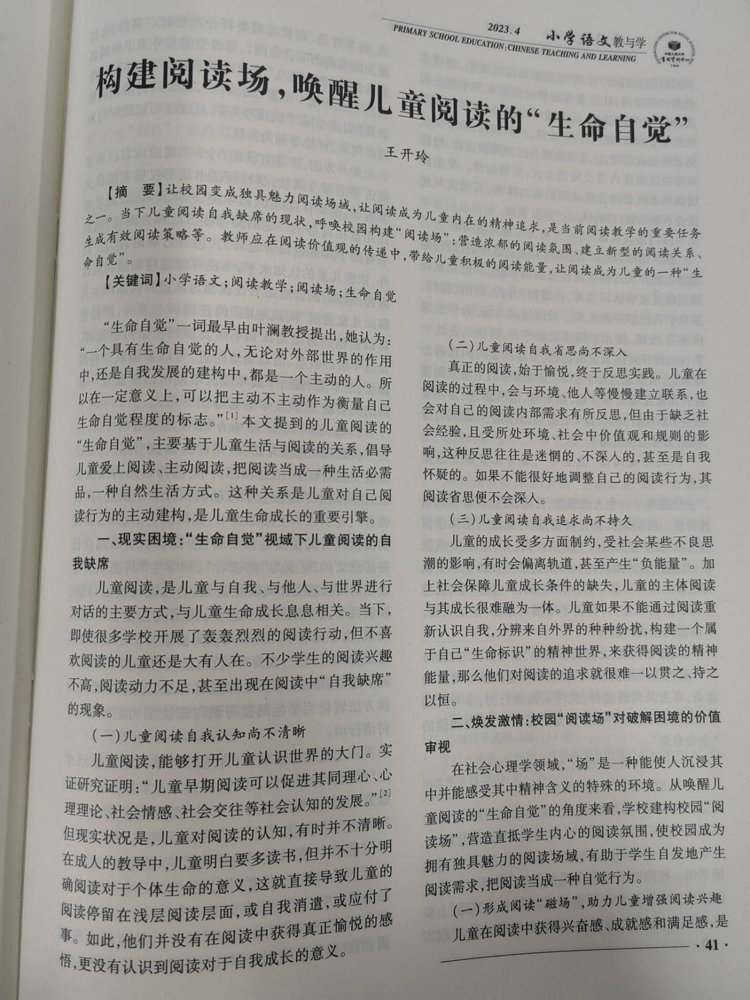 2023.4
小学语文教与学
PRIMARY SCHOOL EDUCATION:CHINESE TEACHING AND LEARNING
CENTER FOR SOCIAL SCIENCES
中国人民大学
书报资料中心
1958
构建阅读场，唤醒儿童阅读的“生命自觉”
王开玲
【摘　要】让校园变成独具魅力阅读场域，让阅读成为儿童内在的精神追求，是当前阅读教学的重要任务
之一。当下儿童阅读自我缺席的现状，呼唤校园构建“阅读场”：营造浓郁的阅读氛围、建立新型的阅读关系、
生成有效阅读策略等。教师应在阅读价值观的传递中，带给儿童积极的阅读能量，让阅读成为儿童的一种“生
命自觉”。
【关键词】小学语文；阅读教学；阅读场；生命自觉
“生命自觉”一词最早由叶澜教授提出，她认为：
“一个具有生命自觉的人，无论对外部世界的作用
中，还是自我发展的建构中，都是一个主动的人。所
以在一定意义上，可以把主动不主动作为衡量自己
生命自觉程度的标志。”[1]本文提到的儿童阅读的
“生命自觉”，主要基于儿童生活与阅读的关系，倡导
儿童爱上阅读、主动阅读，把阅读当成一种生活必需
品，一种自然生活方式。这种关系是儿童对自己阅
读行为的主动建构，是儿童生命成长的重要引擎。
一、现实困境：“生命自觉”视域下儿童阅读的自
我缺席
儿童阅读，是儿童与自我、与他人、与世界进行
对话的主要方式，与儿童生命成长息息相关。当下，
即使很多学校开展了轰轰烈烈的阅读行动，但不喜
欢阅读的儿童还是大有人在。不少学生的阅读兴趣
不高，阅读动力不足，甚至出现在阅读中“自我缺席”
的现象。
（一）儿童阅读自我认知尚不清晰
儿童阅读，能够打开儿童认识世界的大门。实
证研究证明：“儿童早期阅读可以促进其同理心、心
理理论、社会情感、社会交往等社会认知的发展。”[2]
但现实状况是，儿童对阅读的认知，有时并不清晰。
在成人的教导中，儿童明白要多读书，但并不十分明
确阅读对于个体生命的意义，这就直接导致儿童的
阅读停留在浅层阅读层面，或自我消遣，或应付了
事。如此，他们并没有在阅读中获得真正愉悦的感
悟，更没有认识到阅读对于自我成长的意义。
（二）儿童阅读自我省思尚不深入
真正的阅读，始于愉悦，终于反思实践。儿童在
阅读的过程中，会与环境、他人等慢慢建立联系，也
会对自己的阅读内部需求有所反思，但由于缺乏社
会经验，且受所处环境、社会中价值观和规则的影
响，这种反思往往是迷惘的、不深入的，甚至是自我
怀疑的。如果不能很好地调整自己的阅读行为，其
阅读省思便不会深入。
（三）儿童阅读自我追求尚不持久
儿童的成长受多方面制约，受社会某些不良思
潮的影响，有时会偏离轨道，甚至产生“负能量”。加
上社会保障儿童成长条件的缺失，儿童的主体阅读
与其成长很难融为一体。儿童如果不能通过阅读重
新认识自我，分辨来自外界的种种纷扰，构建一个属
于自己“生命标识”的精神世界，来获得阅读的精神
能量，那么他们对阅读的追求就很难一以贯之、持之
以恒。
二、焕发激情：校园“阅读场”对破解困境的价值
审视
在社会心理学领域，“场”是一种能使人沉浸其
中并能感受其中精神含义的特殊的环境。从唤醒儿
童阅读的“生命自觉”的角度来看，学校建构校园“阅
读场”，营造直抵学生内心的阅读氛围，使校园成为
拥有独具魅力的阅读场域，有助于学生自发地产生
阅读需求，把阅读当成一种自觉行为。
（一）形成阅读“磁场”，助力儿童增强阅读兴趣
儿童在阅读中获得兴奋感、成就感和满足感，是
·41·